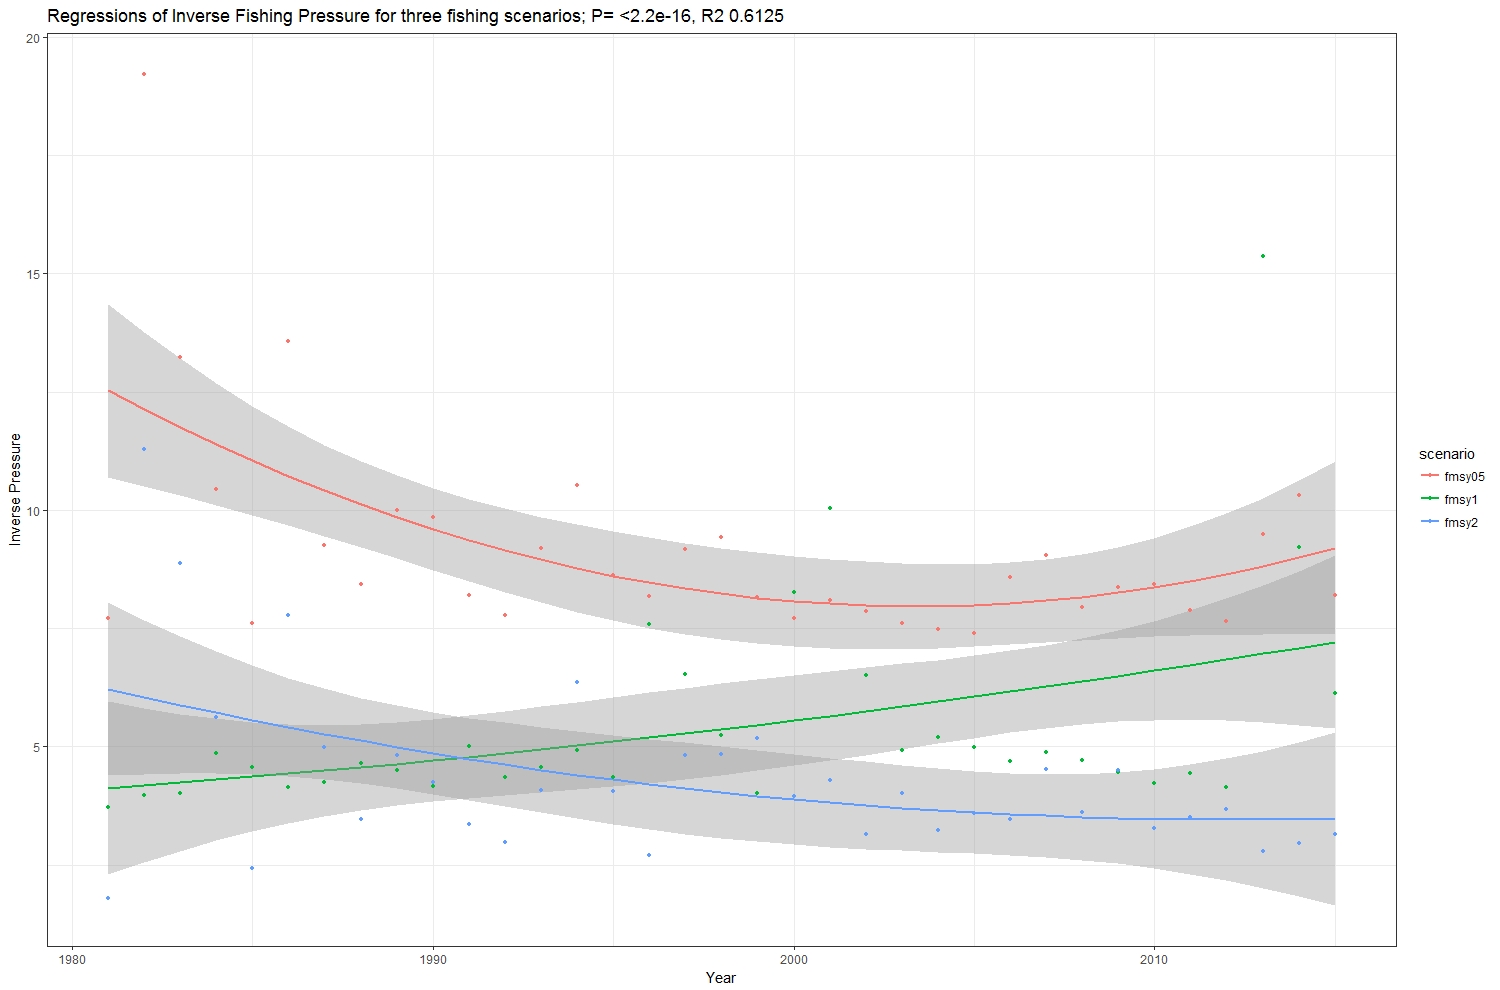 Regressions of Inverse Fishing Pressure for three fishing scenarios; P= <2.2e-16, R2 0.6125
20
15
10
5
Inverse Pressure
1980
1990
2000
2010
Year
scenario
fmsy05
fmsy1
fmsy2